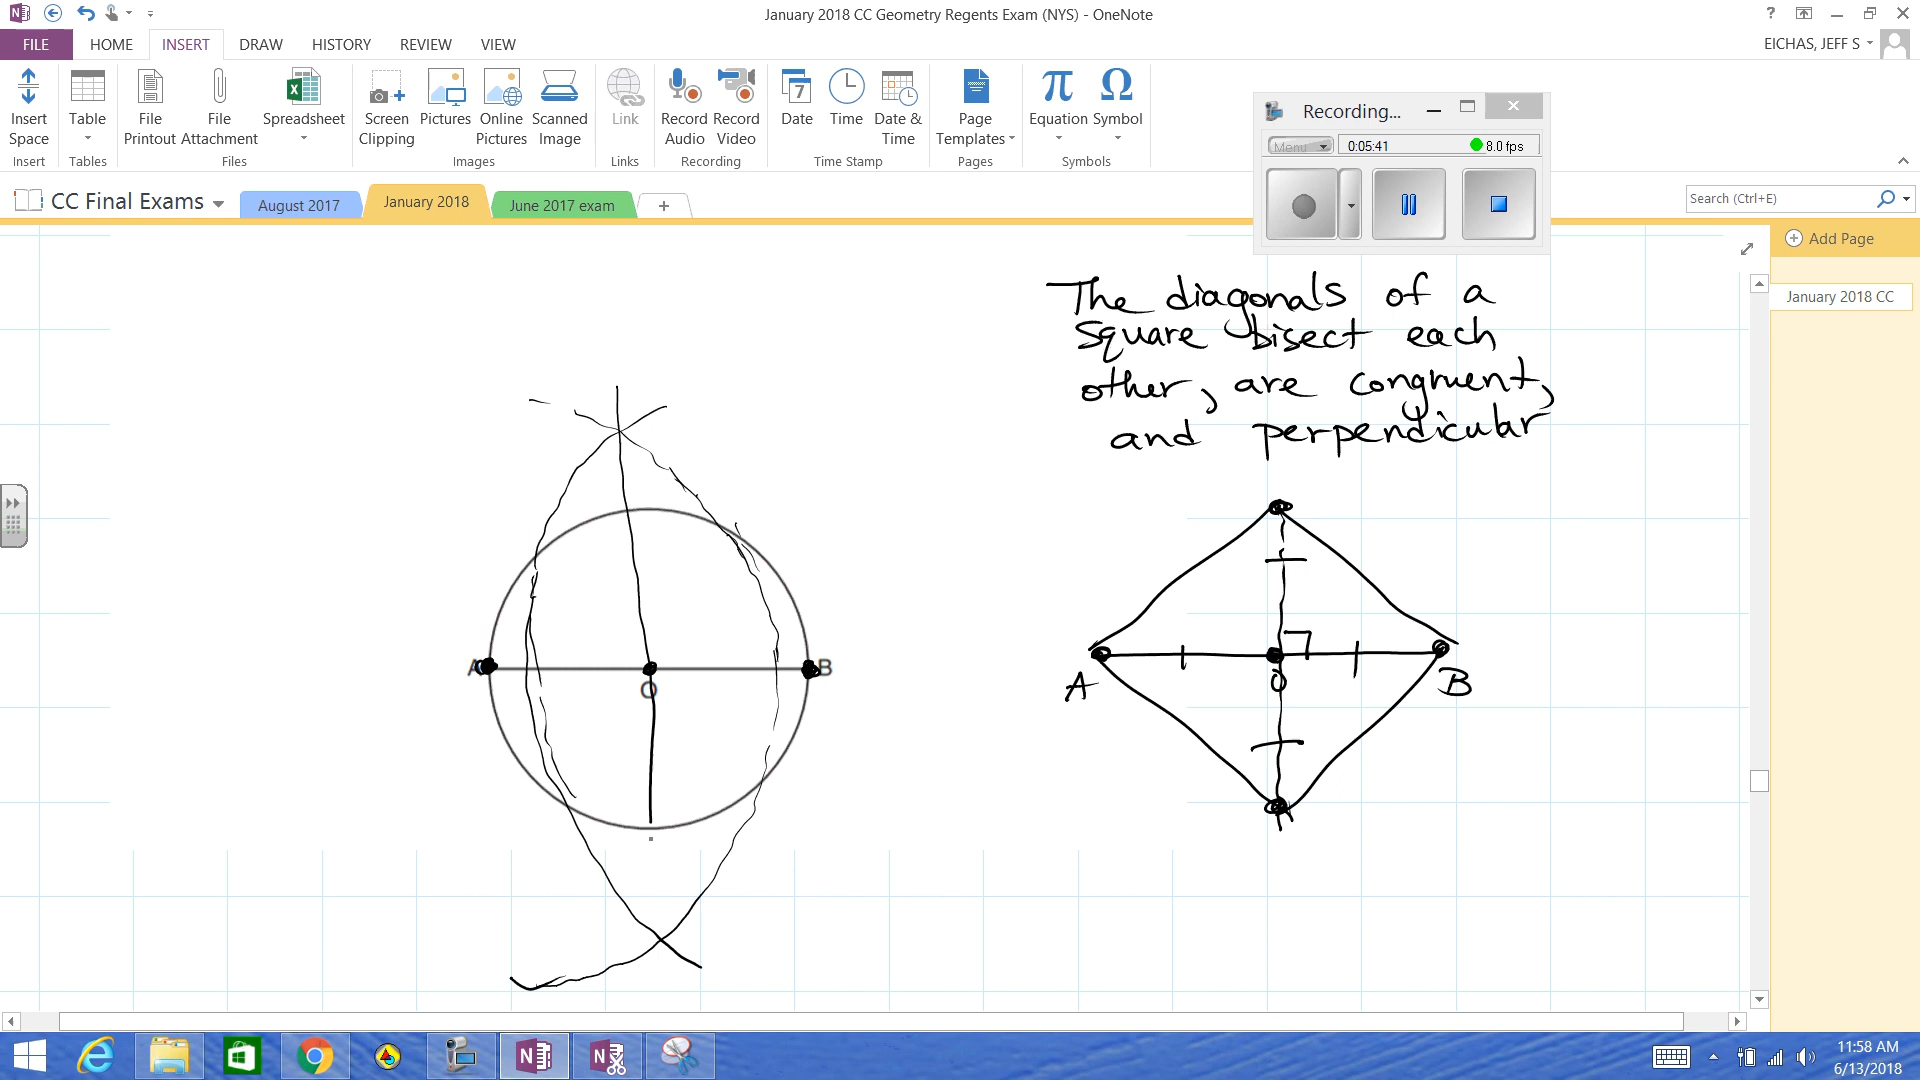 January 2018 CC Geometry Regents Exam (NYS) - OneNote
?
FILE HOME INSERT DRAW HISTORY REVIEW VIEW
EICHAS, JEFF S
Insert Space
Table
File Printout
File Attachment
Spreadsheet
Screen Clipping
Pictures
Online Pictures
Scanned Image
Link
Record Audio
Record Video
Date
Time
Date & Time
Page Templates
π Equation
Ω Symbol
Insert Tables Files Images Links Recording Time Stamp Pages Symbols
Recording...
Menu 0:05:41 8.0 fps
CC Final Exams August 2017 January 2018 June 2017 exam +
Search (Ctrl+E)
Add Page
January 2018 CC
The diagonals of a
square bisect each
other, are congruent,
and perpendicular
A B
O
A O B
11:58 AM
6/13/2018